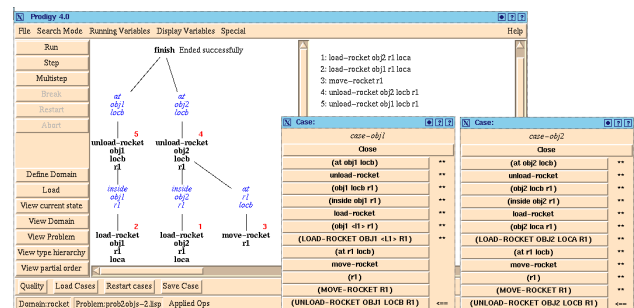 Prodigy 4.0
File Search Mode Running Variables Display Variables Special Help
Run
Step
Multistep
Break
Restart
Abort
Define Domain
Load
View current state
View Domain
View Problem
View type hierarchy
View partial order
finish Ended successfully
at
obj1
locb
at
obj2
locb
5
unload-rocket
obj1
locb
r1
4
unload-rocket
obj2
locb
r1
inside
obj1
r1
inside
obj2
r1
at
r1
locb
2
load-rocket
obj1
r1
loca
1
load-rocket
obj2
r1
loca
3
move-rocket
r1
1: load-rocket obj2 r1 loca
2: load-rocket obj1 r1 loca
3: move-rocket r1
4: unload-rocket obj2 locb r1
5: unload-rocket obj1 locb r1
Quality Load Cases Restart cases Save Case
Domain:rocket Problem:prob2objs-2.lisp Applied Ops
Case:
case-obj1
Close
(at obj1 locb) **
unload-rocket **
(obj1 locb r1) **
(inside obj1 r1) **
load-rocket **
(obj1 <l1> r1) **
(LOAD-ROCKET OBJ1 <L1> R1) **
(at r1 locb)
move-rocket
(r1)
(MOVE-ROCKET R1)
(UNLOAD-ROCKET OBJ1 LOCB R1) <==
Case:
case-obj2
Close
(at obj2 locb) **
unload-rocket **
(obj2 locb r1) **
(inside obj2 r1) **
load-rocket **
(obj2 loca r1) **
(LOAD-ROCKET OBJ2 LOCA R1) **
(at r1 locb) **
move-rocket **
(r1) **
(MOVE-ROCKET R1) **
(UNLOAD-ROCKET OBJ2 LOCB R1) <==